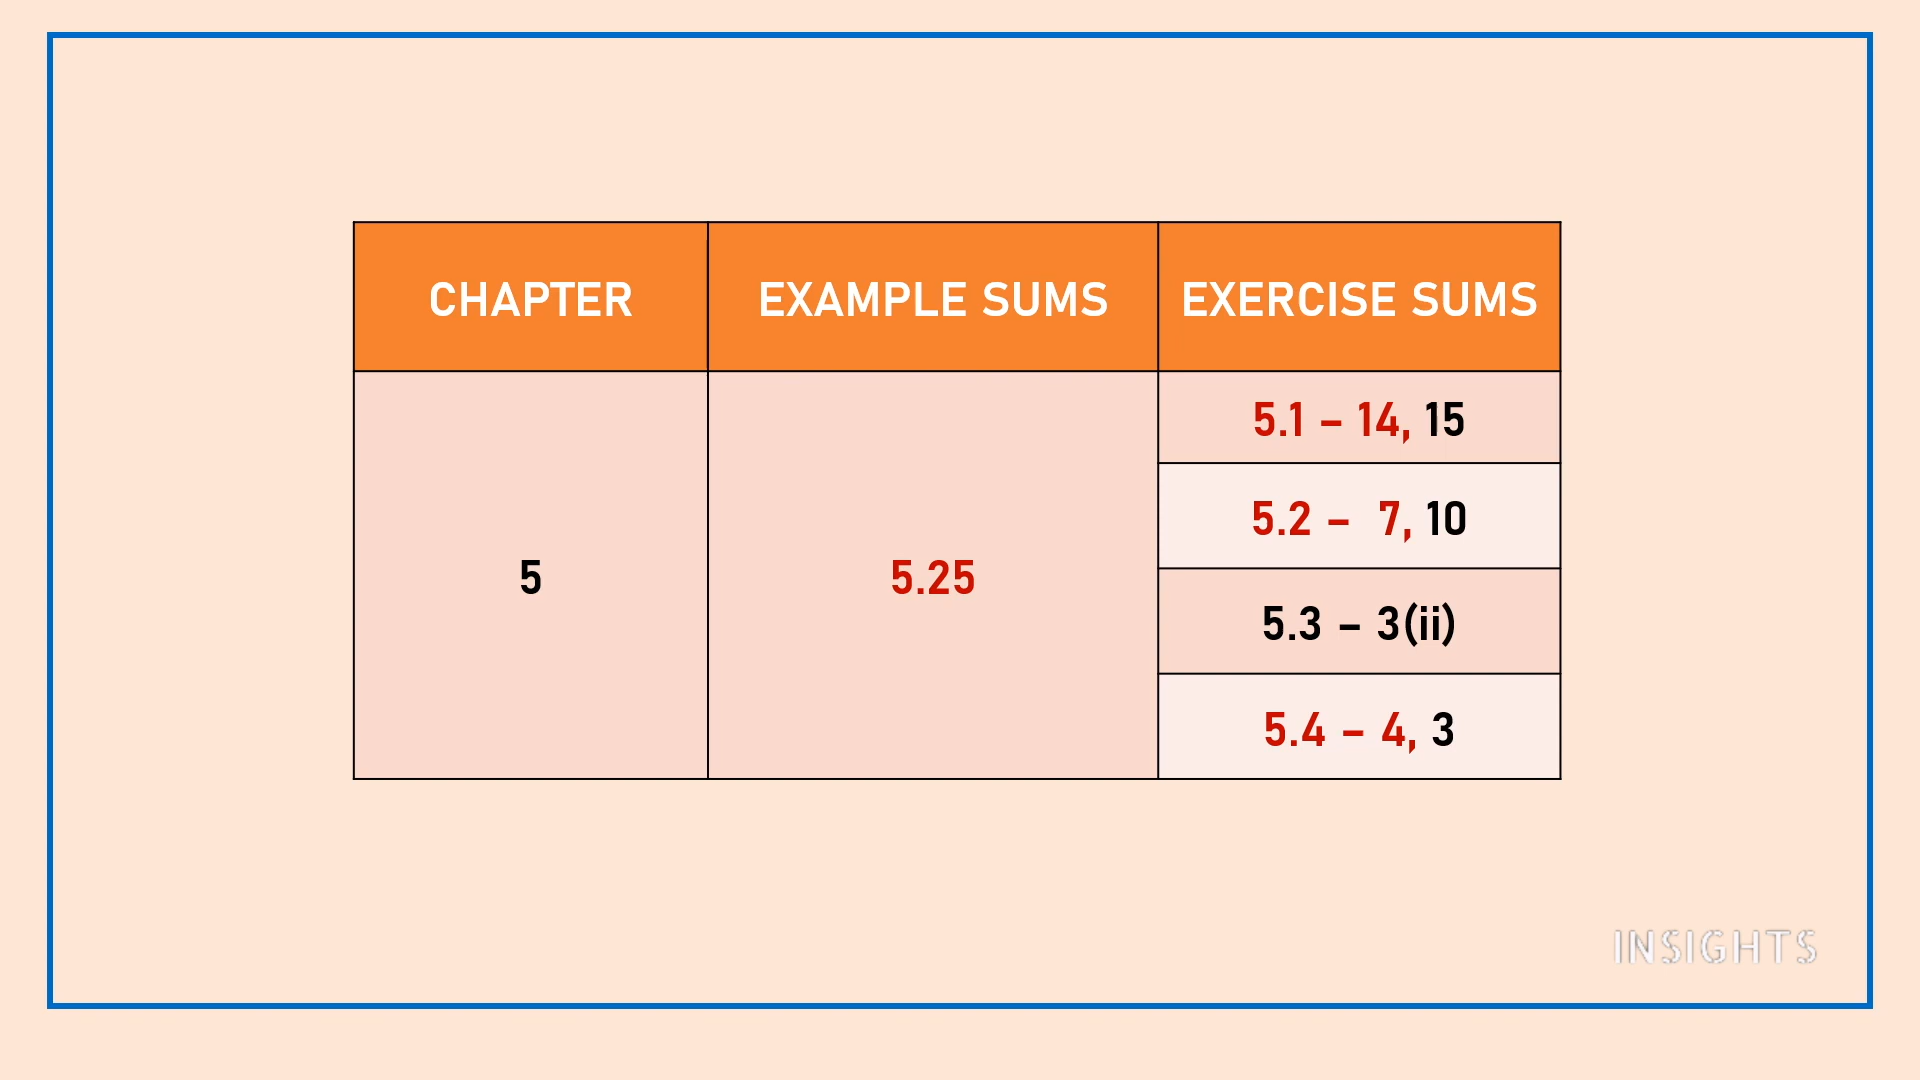 CHAPTER EXAMPLE SUMS EXERCISE SUMS
5.1 – 14, 15
5.2 – 7, 10
5 5.25
5.3 – 3(ii)
5.4 – 4, 3
INSIGHTS